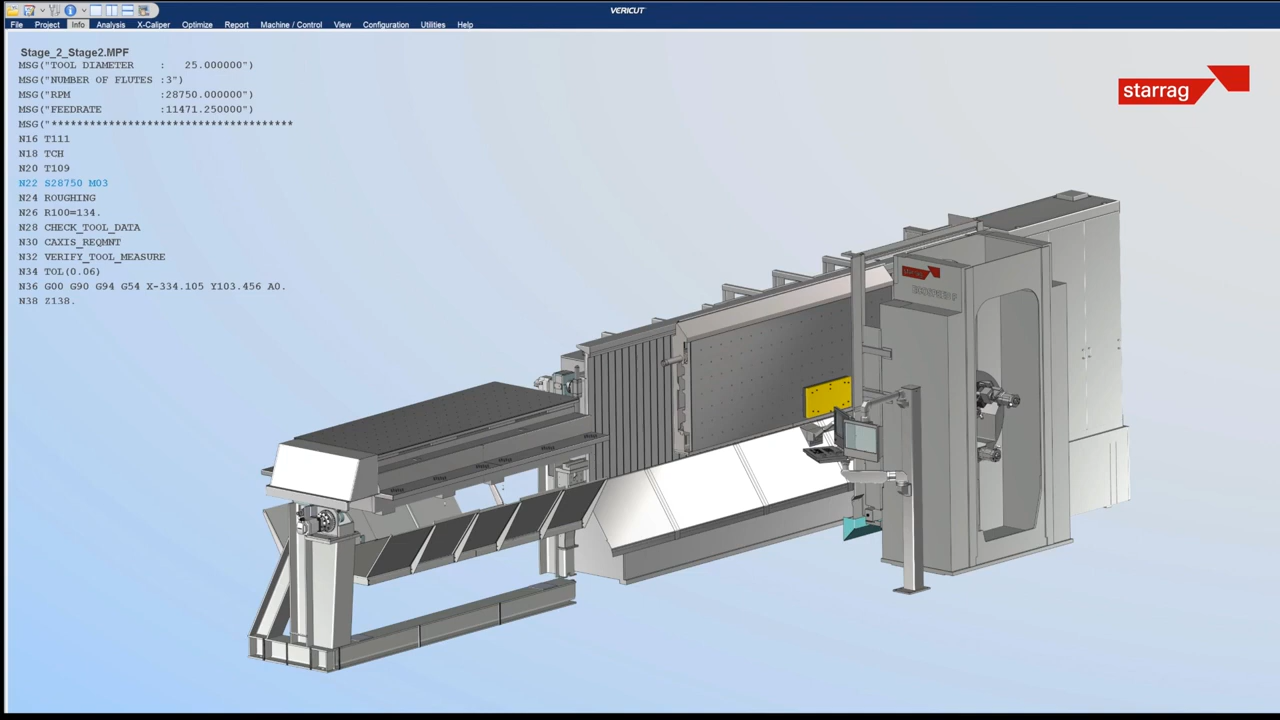 VERICUT
File Project Info Analysis X-Caliper Optimize Report Machine / Control View Configuration Utilities Help
Stage_2_Stage2.MPF
MSG("TOOL DIAMETER    :   25.000000")
MSG("NUMBER OF FLUTES :3")
MSG("RPM              :28750.000000")
MSG("FEEDRATE         :11471.250000")
MSG("**************************************
N16 T111
N18 TCH
N20 T109
N22 S28750 M03
N24 ROUGHING
N26 R100=134.
N28 CHECK_TOOL_DATA
N30 CAXIS_REQMNT
N32 VERIFY_TOOL_MEASURE
N34 TOL(0.06)
N36 G00 G90 G94 G54 X-334.105 Y103.456 A0.
N38 Z138.
starrag